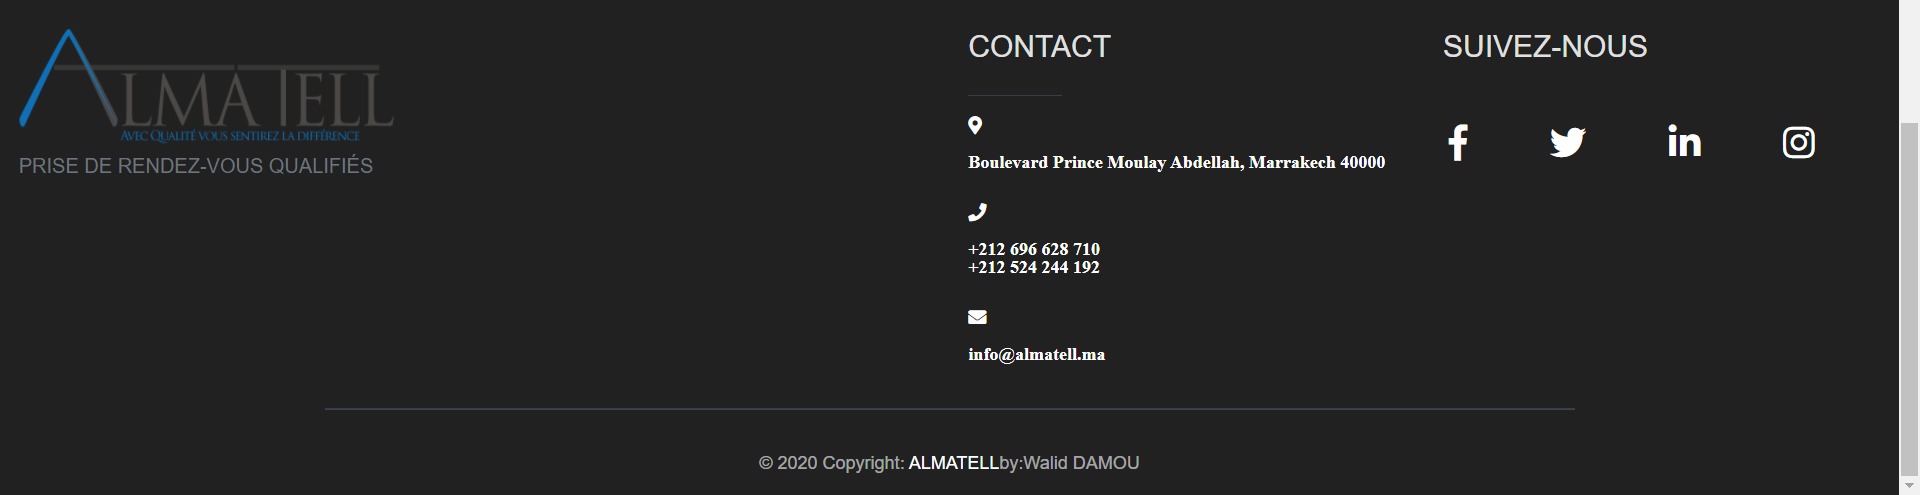 ALMATELL
AVEC QUALITÉ VOUS SENTIREZ LA DIFFÉRENCE
PRISE DE RENDEZ-VOUS QUALIFIÉS
CONTACT
Boulevard Prince Moulay Abdellah, Marrakech 40000
+212 696 628 710
+212 524 244 192
info@almatell.ma
SUIVEZ-NOUS
© 2020 Copyright: ALMATELLby:Walid DAMOU